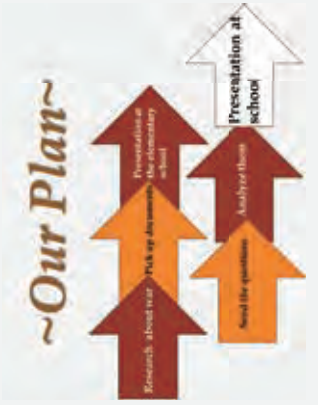 ~Our Plan~
Research about war
Pick up documents
Presentation at
the elementary
school
Send the questions
Analyze them
Presentation at
school